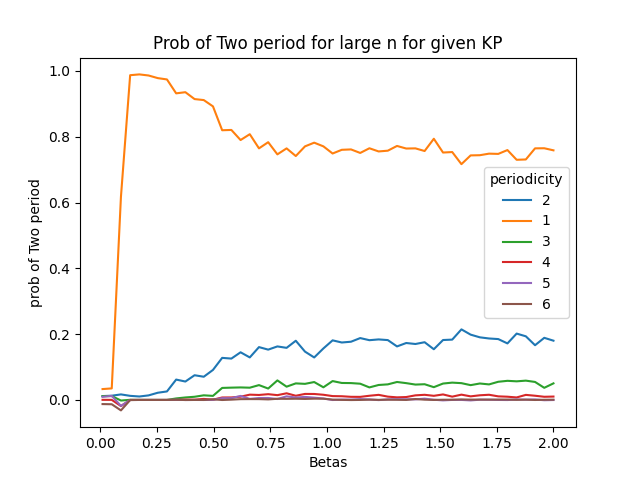 Prob of Two period for large n for given KP
prob of Two period
1.0
0.8
0.6
0.4
0.2
0.0
periodicity
2
1
3
4
5
6
0.00 0.25 0.50 0.75 1.00 1.25 1.50 1.75 2.00
Betas